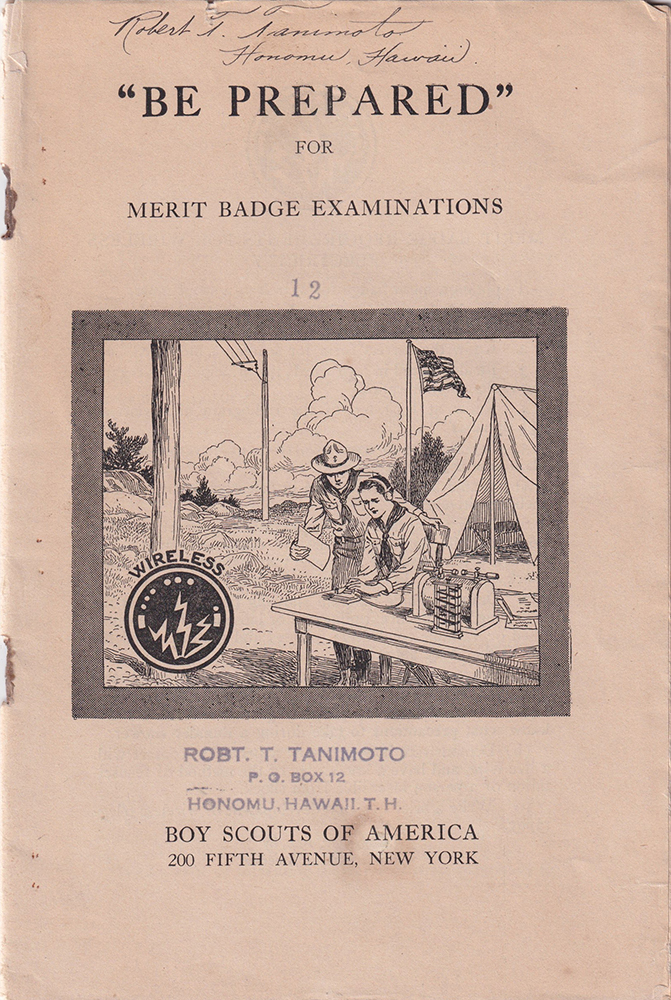 Robert T. Tanimoto
Honomu, Hawaii.
“BE PREPARED”
FOR
MERIT BADGE EXAMINATIONS
12
WIRELESS
ROBT. T. TANIMOTO
P. O. BOX 12
HONOMU, HAWAII. T. H.
BOY SCOUTS OF AMERICA
200 FIFTH AVENUE, NEW YORK